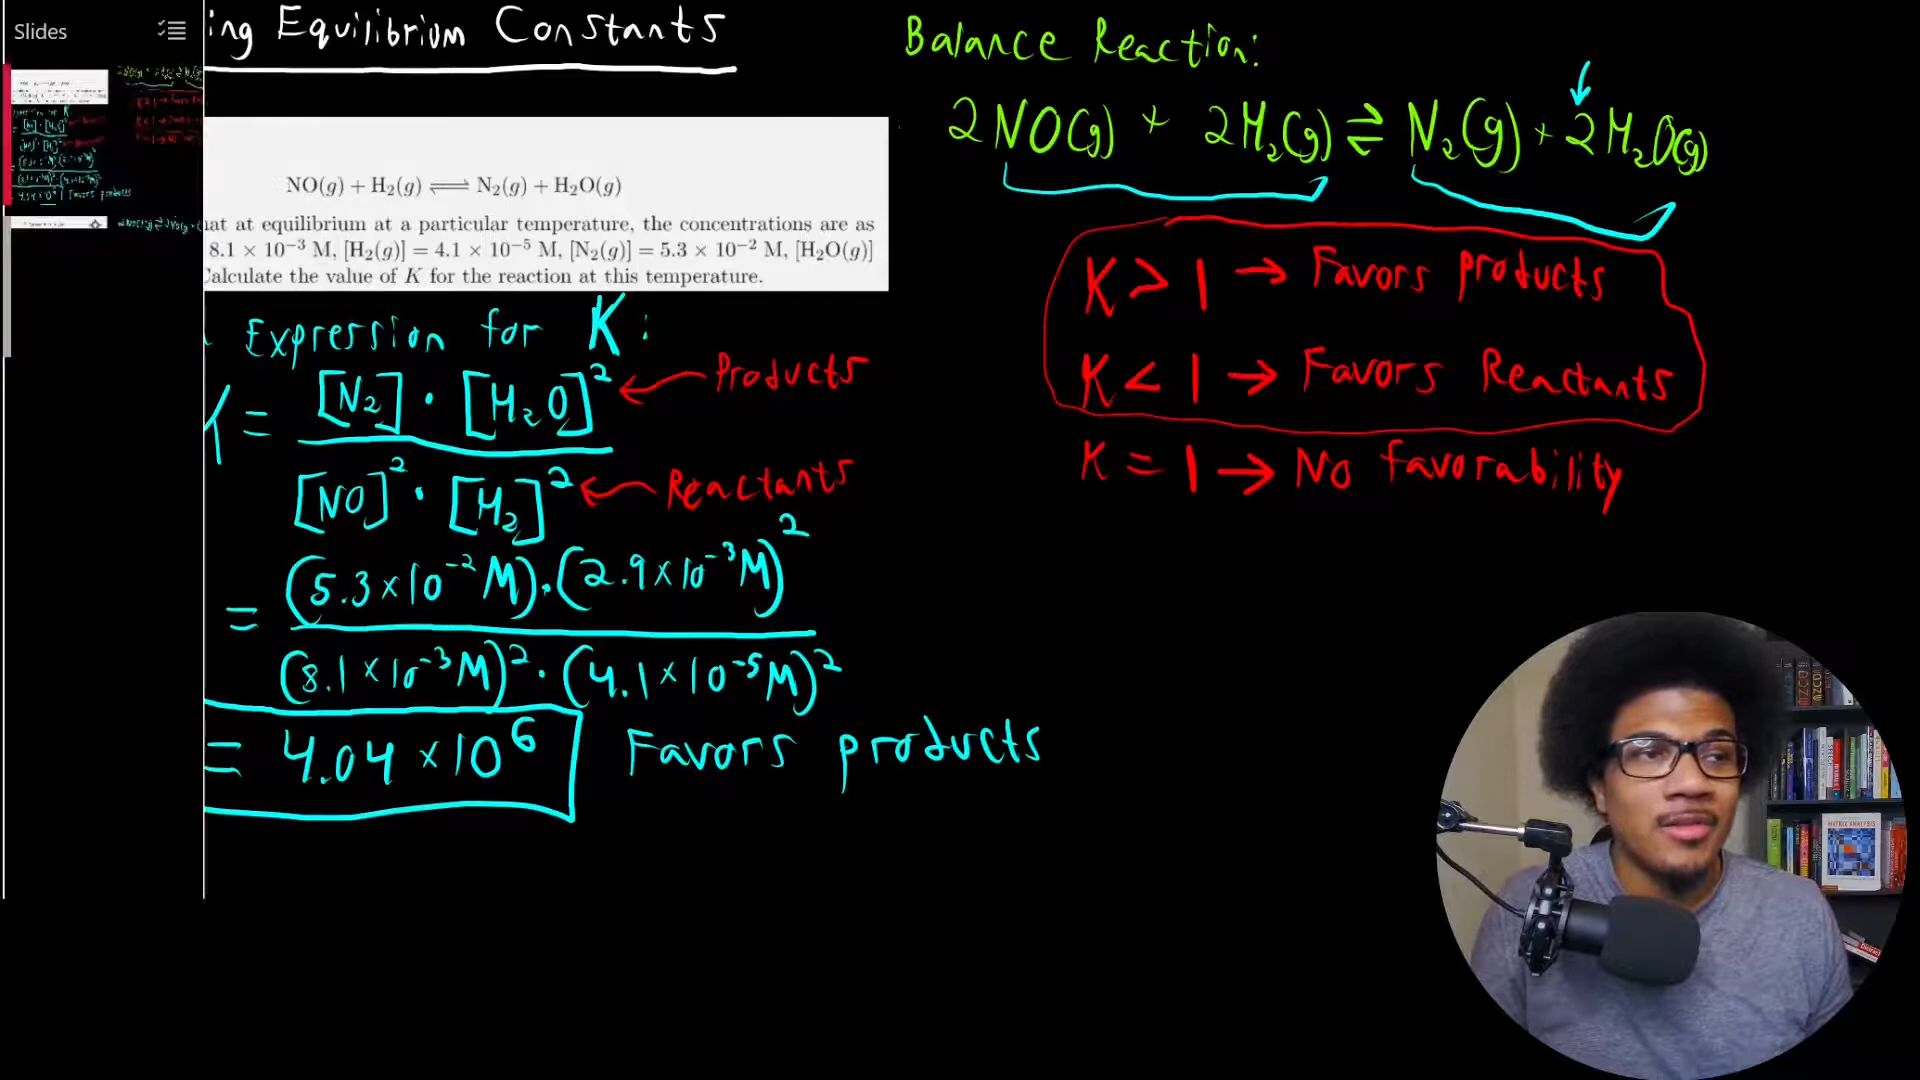 Slides
ing Equilibrium Constants
NO(g) + H₂(g) ⇌ N₂(g) + H₂O(g)
at at equilibrium at a particular temperature, the concentrations are as
8.1 × 10⁻³ M, [H₂(g)] = 4.1 × 10⁻⁵ M, [N₂(g)] = 5.3 × 10⁻² M, [H₂O(g)]
Calculate the value of K for the reaction at this temperature.
Expression for K:
K = [N₂] · [H₂O]² ← Products
[NO]² · [H₂]² ← Reactants
= (5.3×10⁻² M) · (2.9×10⁻³ M)²
(8.1×10⁻³ M)² · (4.1×10⁻⁵ M)²
= 4.04 × 10⁶ Favors products
Balance Reaction:
2NO(g) + 2H₂(g) ⇌ N₂(g) + 2H₂O(g)
K > 1 → Favors products
K < 1 → Favors Reactants
K = 1 → No favorability
MATRIX ANALYSIS